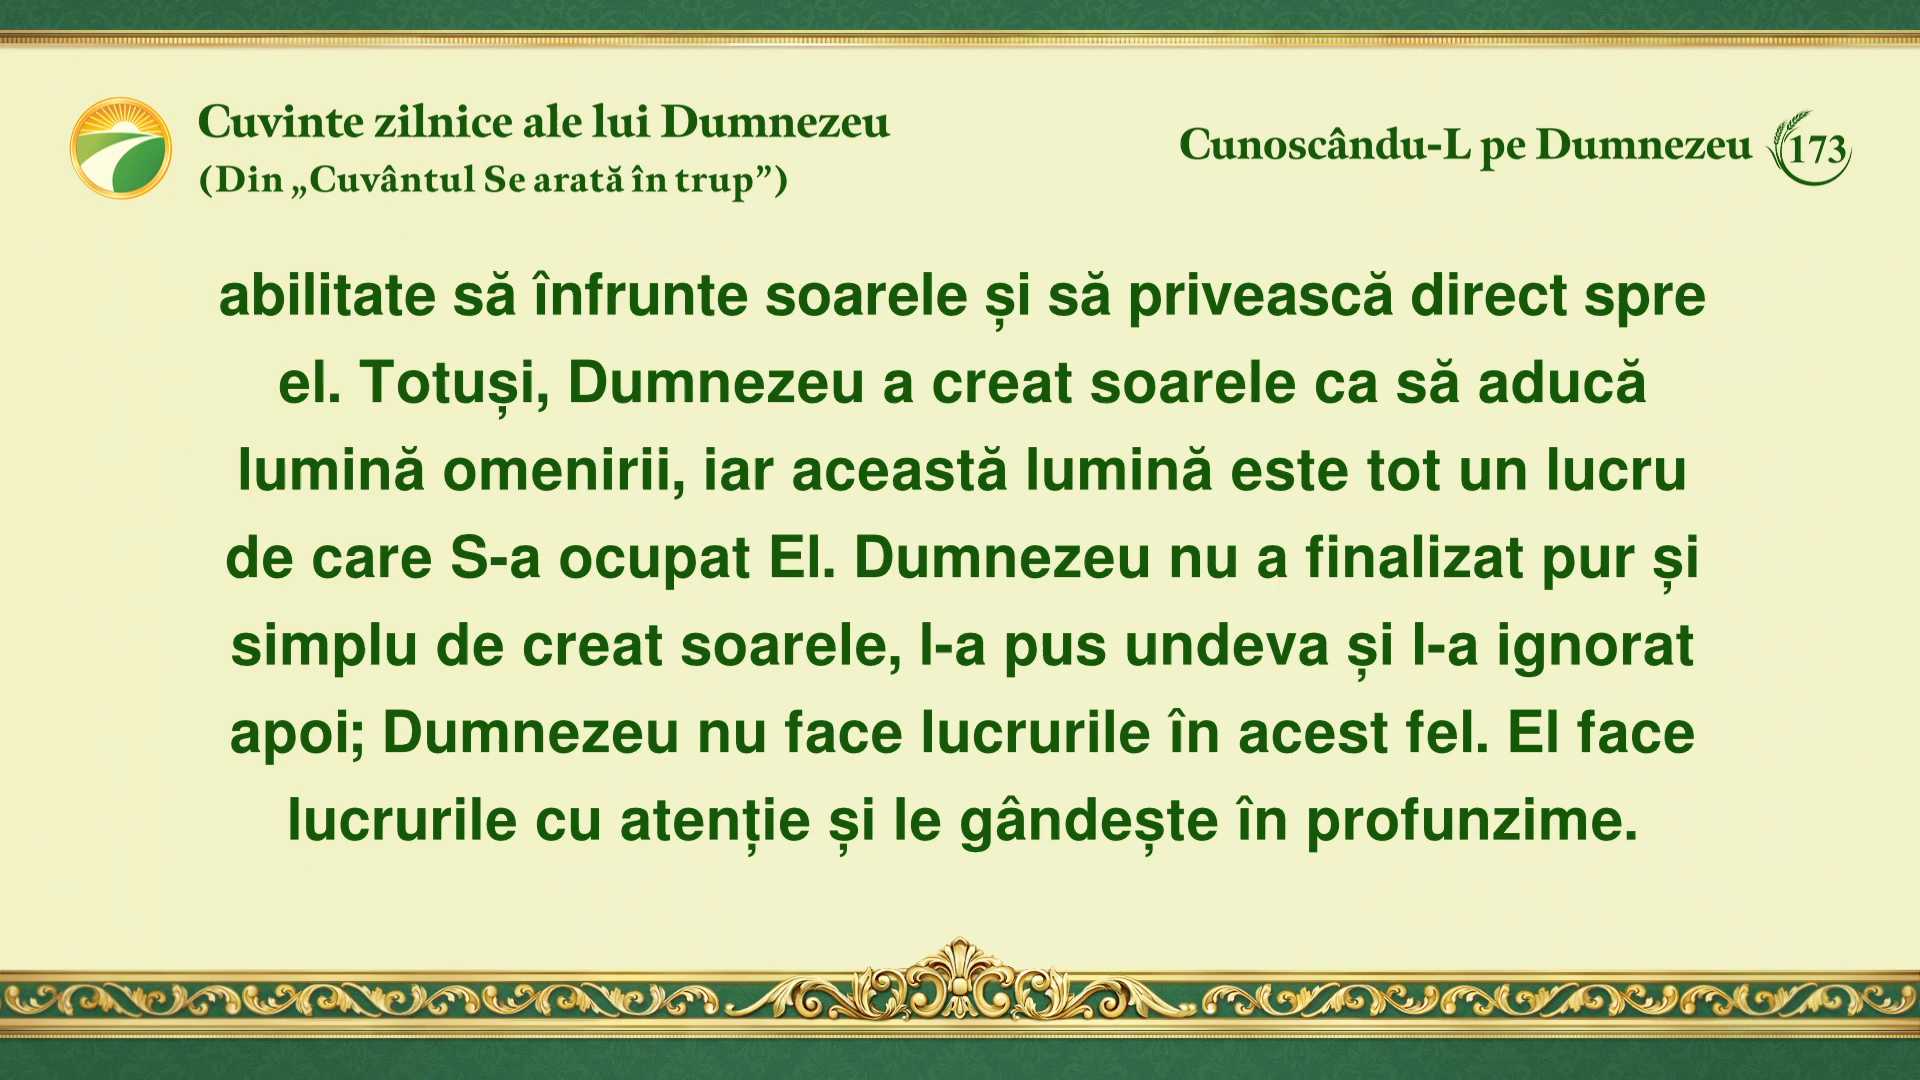 Cuvinte zilnice ale lui Dumnezeu
(Din „Cuvântul Se arată în trup”)
Cunoscându-L pe Dumnezeu 173
abilitate să înfrunte soarele și să privească direct spre
el. Totuși, Dumnezeu a creat soarele ca să aducă
lumină omenirii, iar această lumină este tot un lucru
de care S-a ocupat El. Dumnezeu nu a finalizat pur și
simplu de creat soarele, l-a pus undeva și l-a ignorat
apoi; Dumnezeu nu face lucrurile în acest fel. El face
lucrurile cu atenție și le gândește în profunzime.